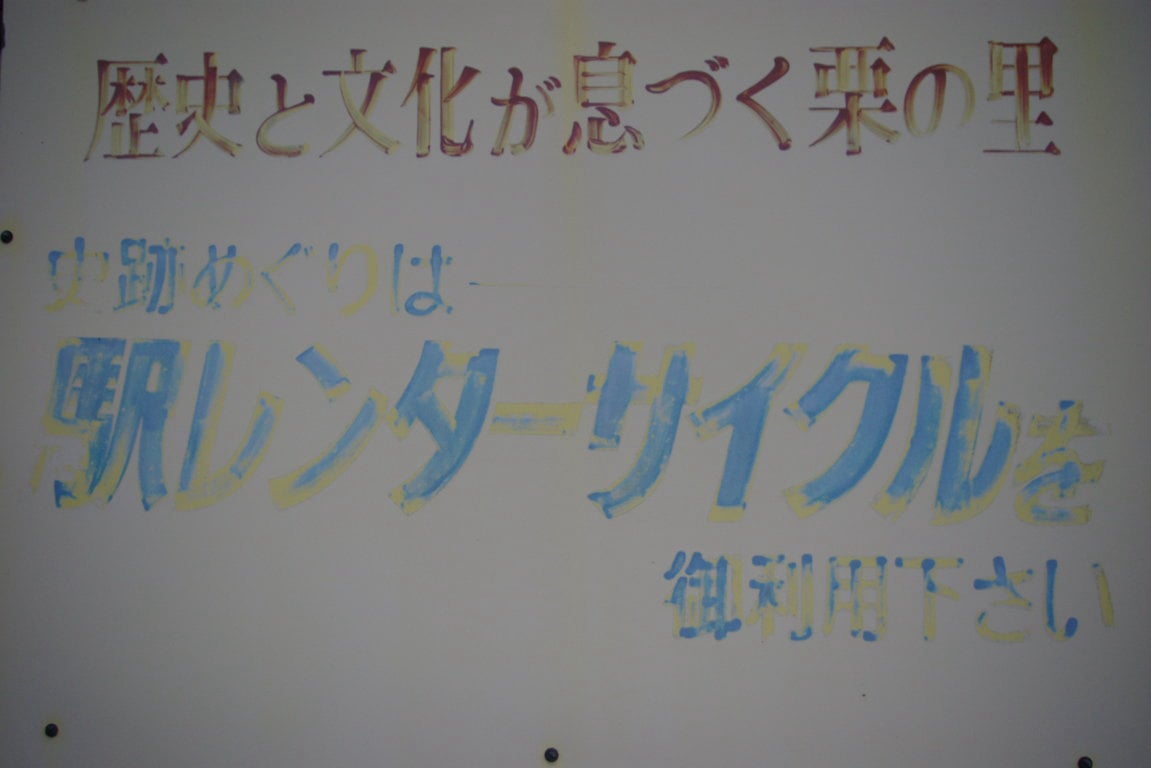 歴史と文化が息づく栗の里
史跡めぐりは
駅レンターサイクルを
御利用下さい